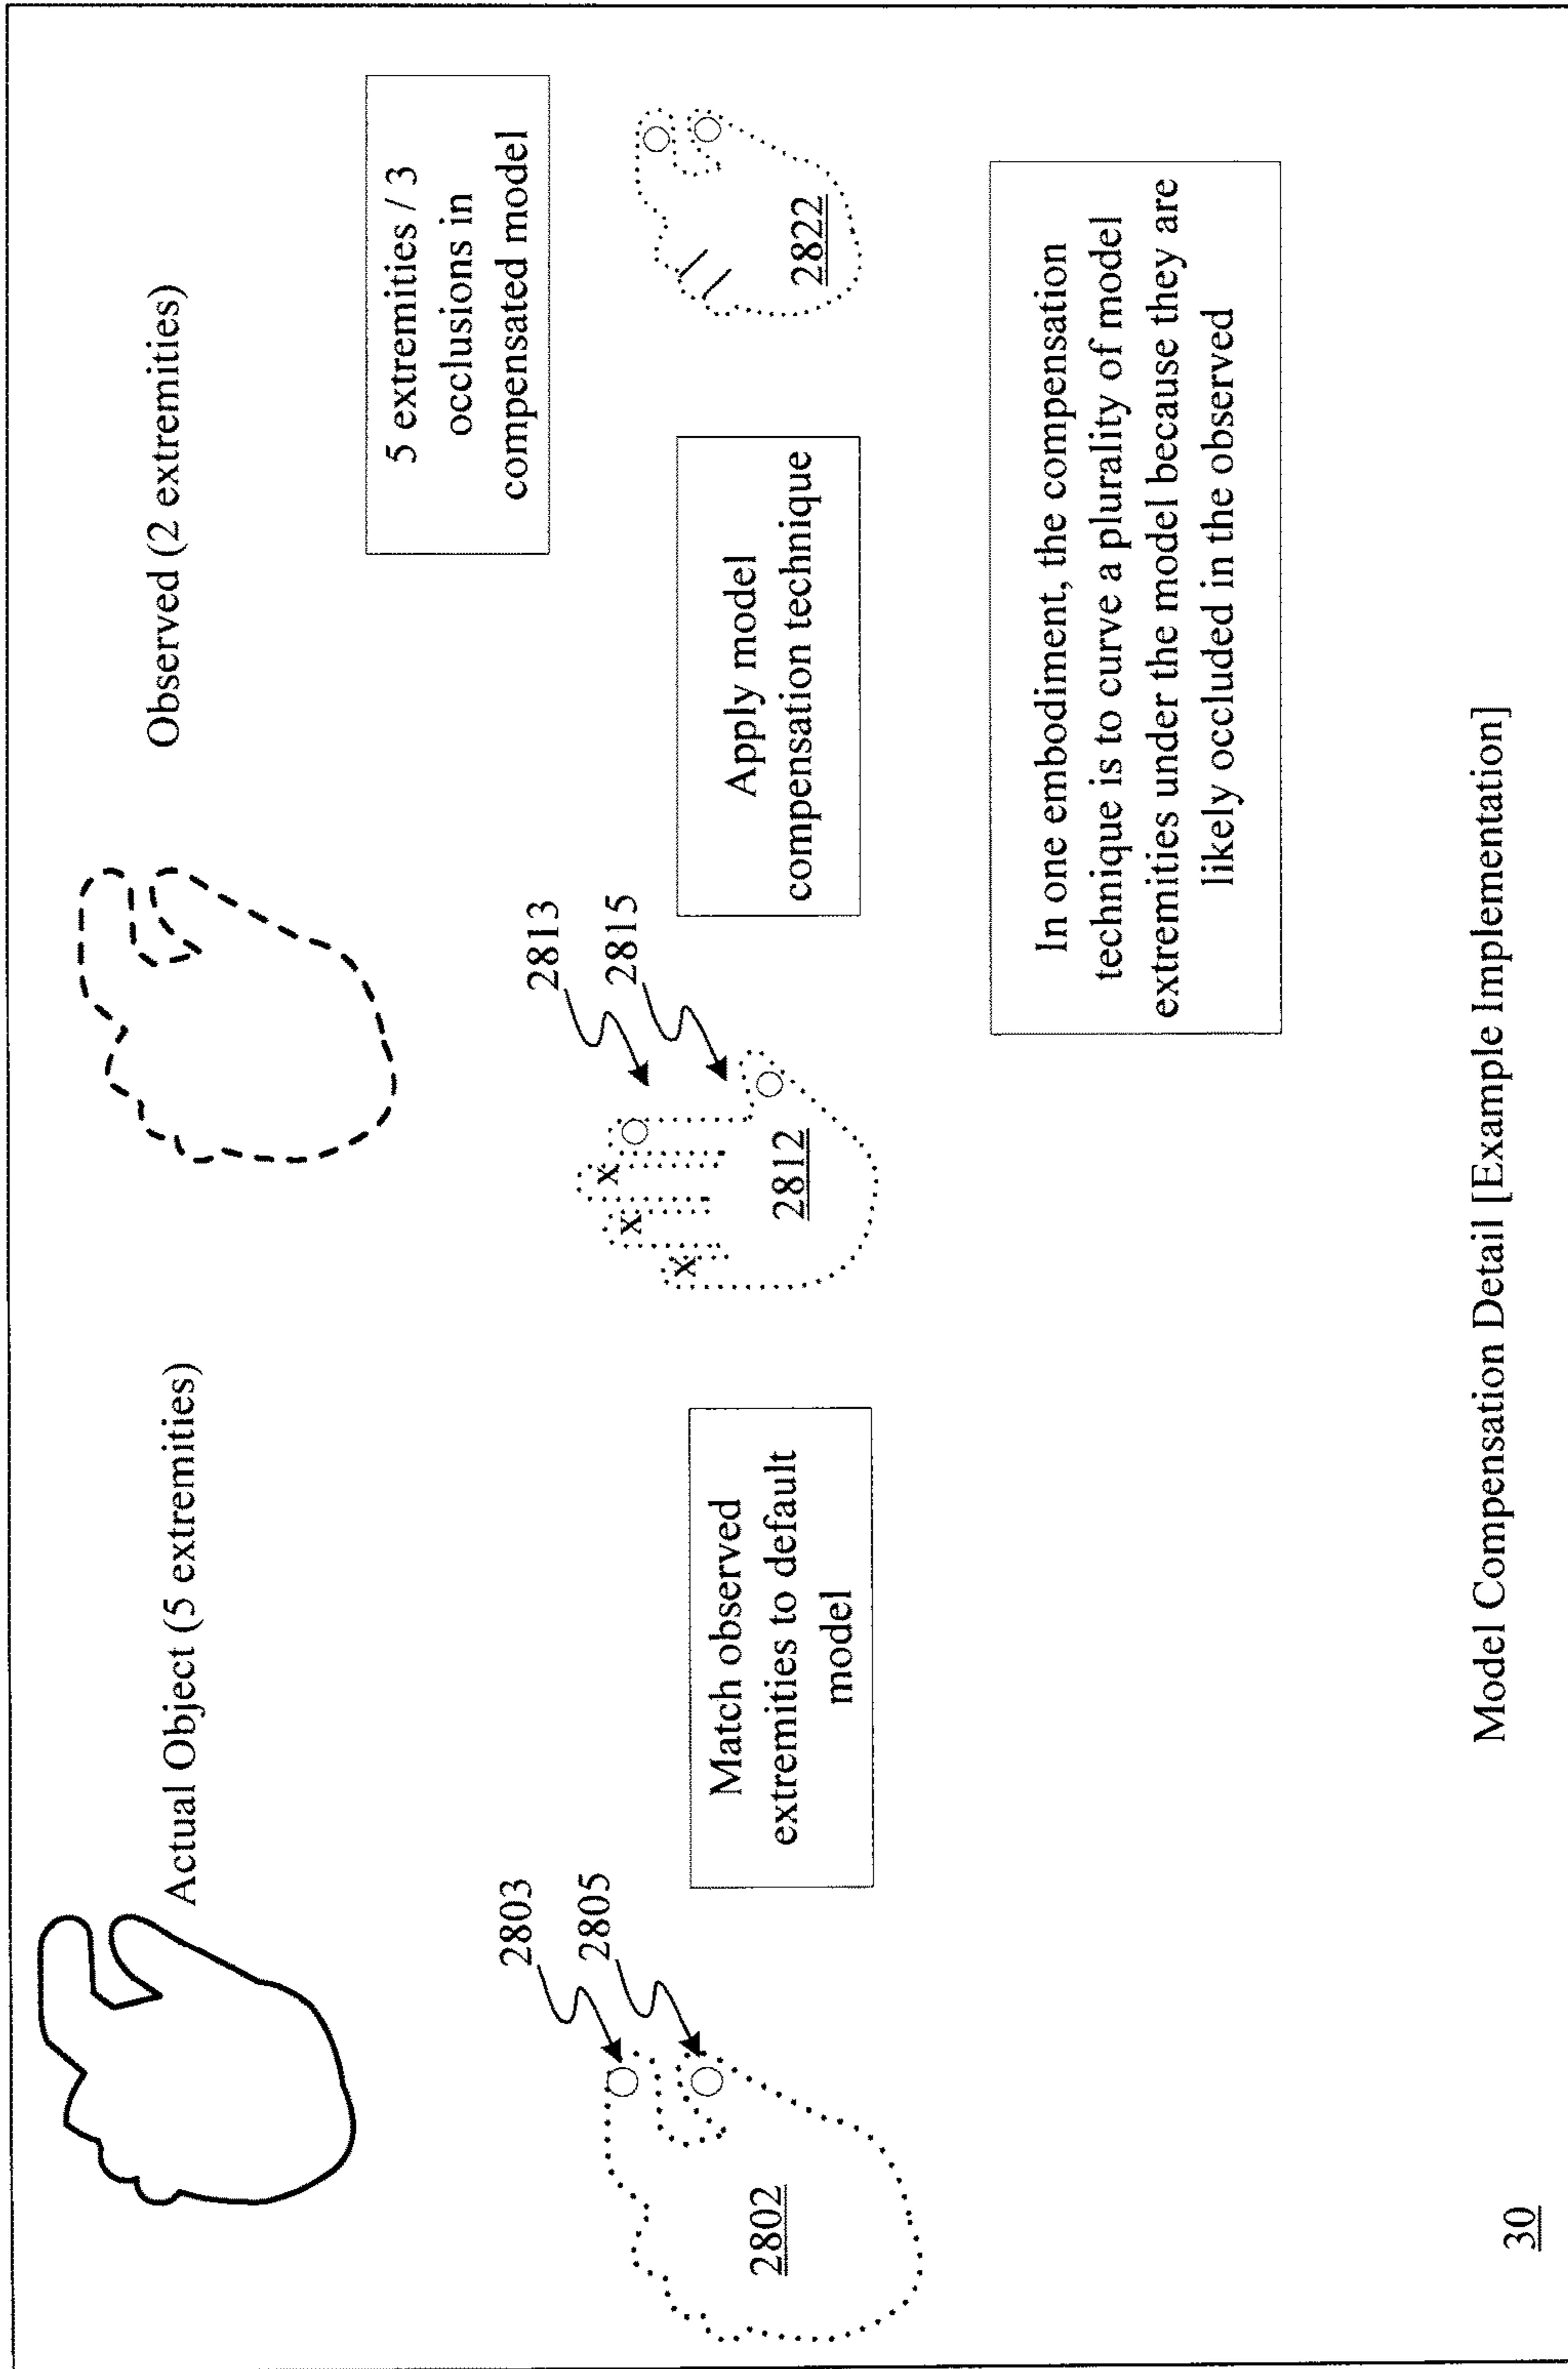 Actual Object (5 extremities)
Observed (2 extremities)
5 extremities / 3
occlusions in
compensated model
2803
2805
2802
Match observed
extremities to default
model
2813
2815
x
x
x
2812
Apply model
compensation technique
2822
In one embodiment, the compensation
technique is to curve a plurality of model
extremities under the model because they are
likely occluded in the observed
Model Compensation Detail [Example Implementation]
30